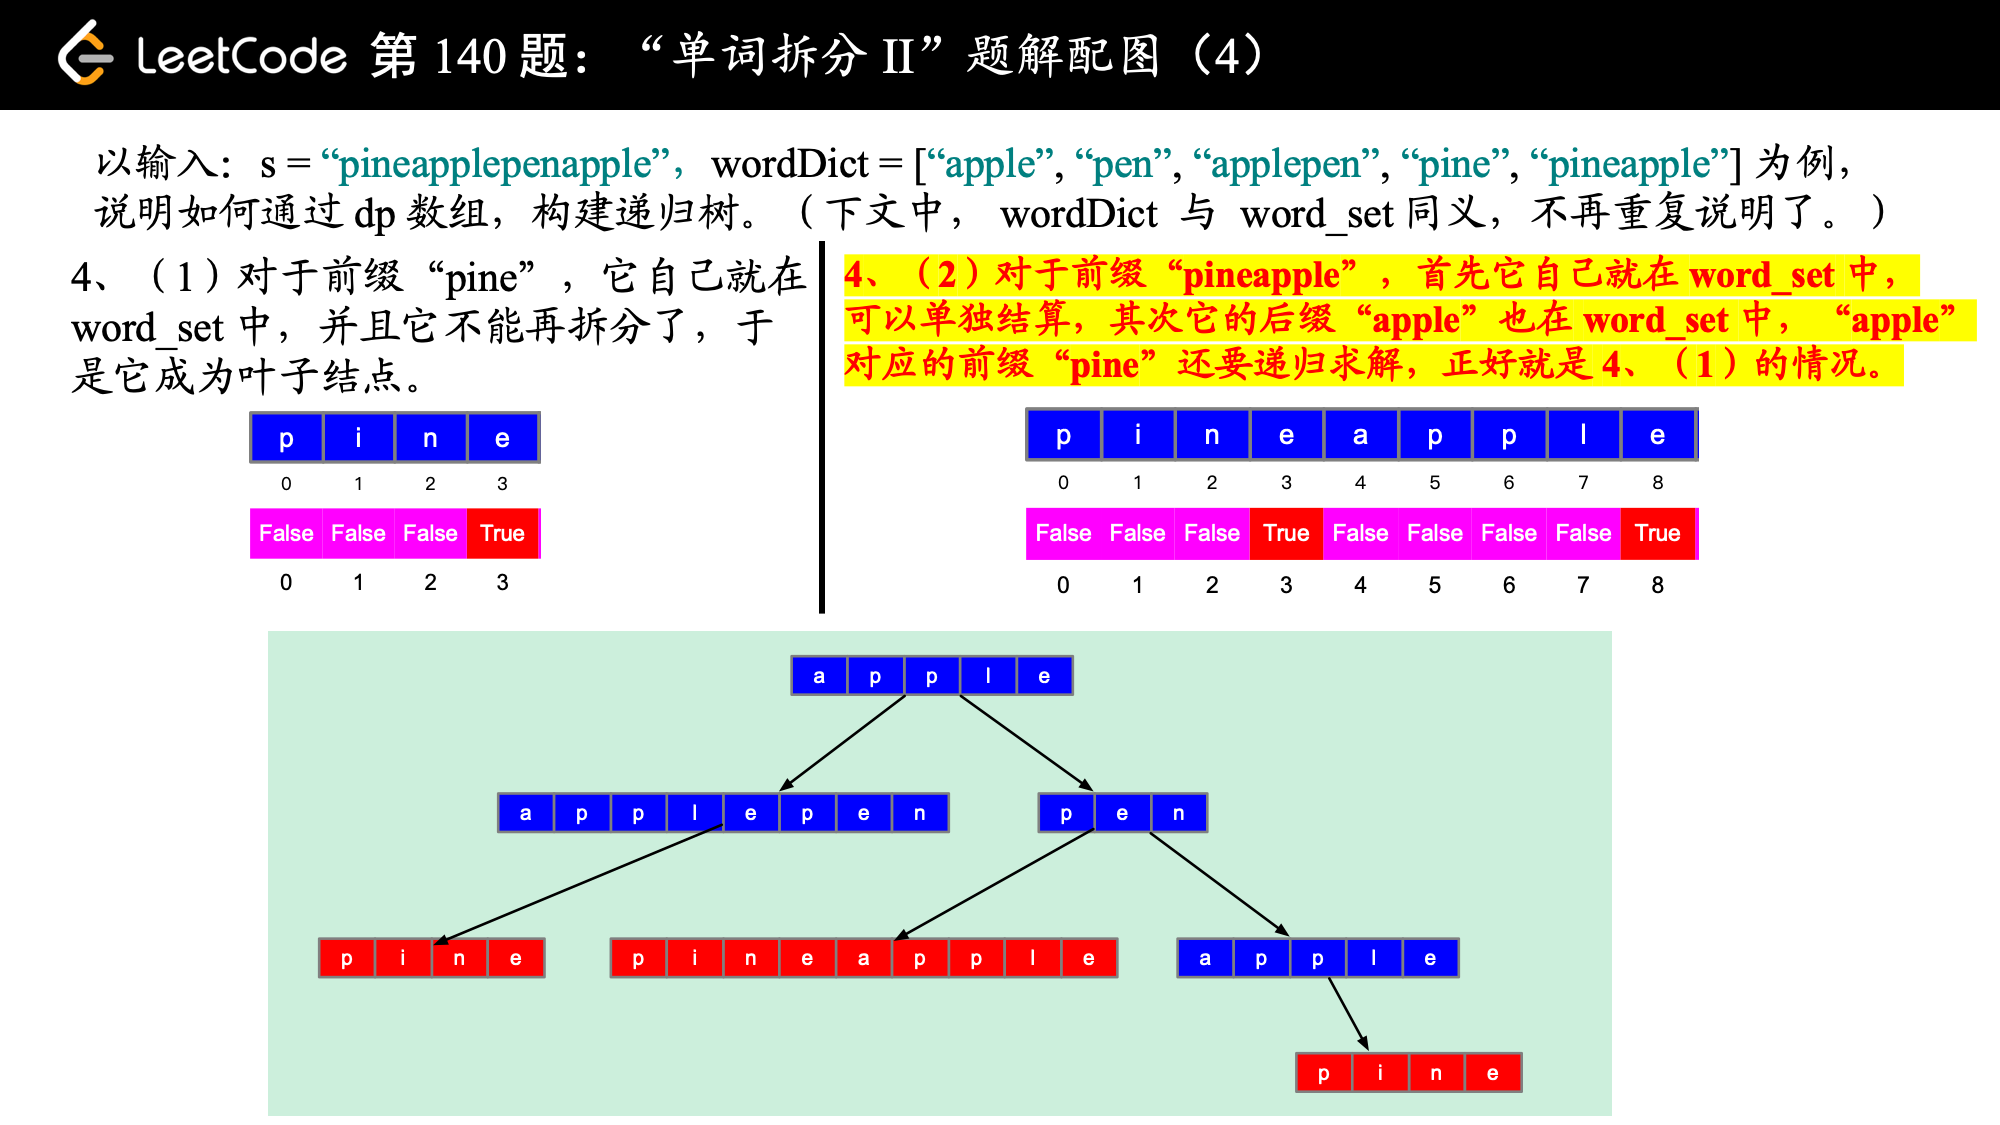 LeetCode 第 140 题：“单词拆分 II”题解配图（4）
以输入：s = “pineapplepenapple”，wordDict = [“apple”, “pen”, “applepen”, “pine”, “pineapple”] 为例，
说明如何通过 dp 数组，构建递归树。（下文中， wordDict 与 word_set 同义，不再重复说明了。）
4、（1）对于前缀“pine”，它自己就在
word_set 中，并且它不能再拆分了，于
是它成为叶子结点。
4、（2）对于前缀“pineapple”，首先它自己就在 word_set 中，
可以单独结算，其次它的后缀“apple”也在 word_set 中，“apple”
对应的前缀“pine”还要递归求解，正好就是 4、（1）的情况。
p i n e
0 1 2 3
False False False True
0 1 2 3
p i n e a p p l e
0 1 2 3 4 5 6 7 8
False False False True False False False False True
0 1 2 3 4 5 6 7 8
a p p l e
a p p l e p e n
p e n
p i n e
p i n e a p p l e
a p p l e
p i n e